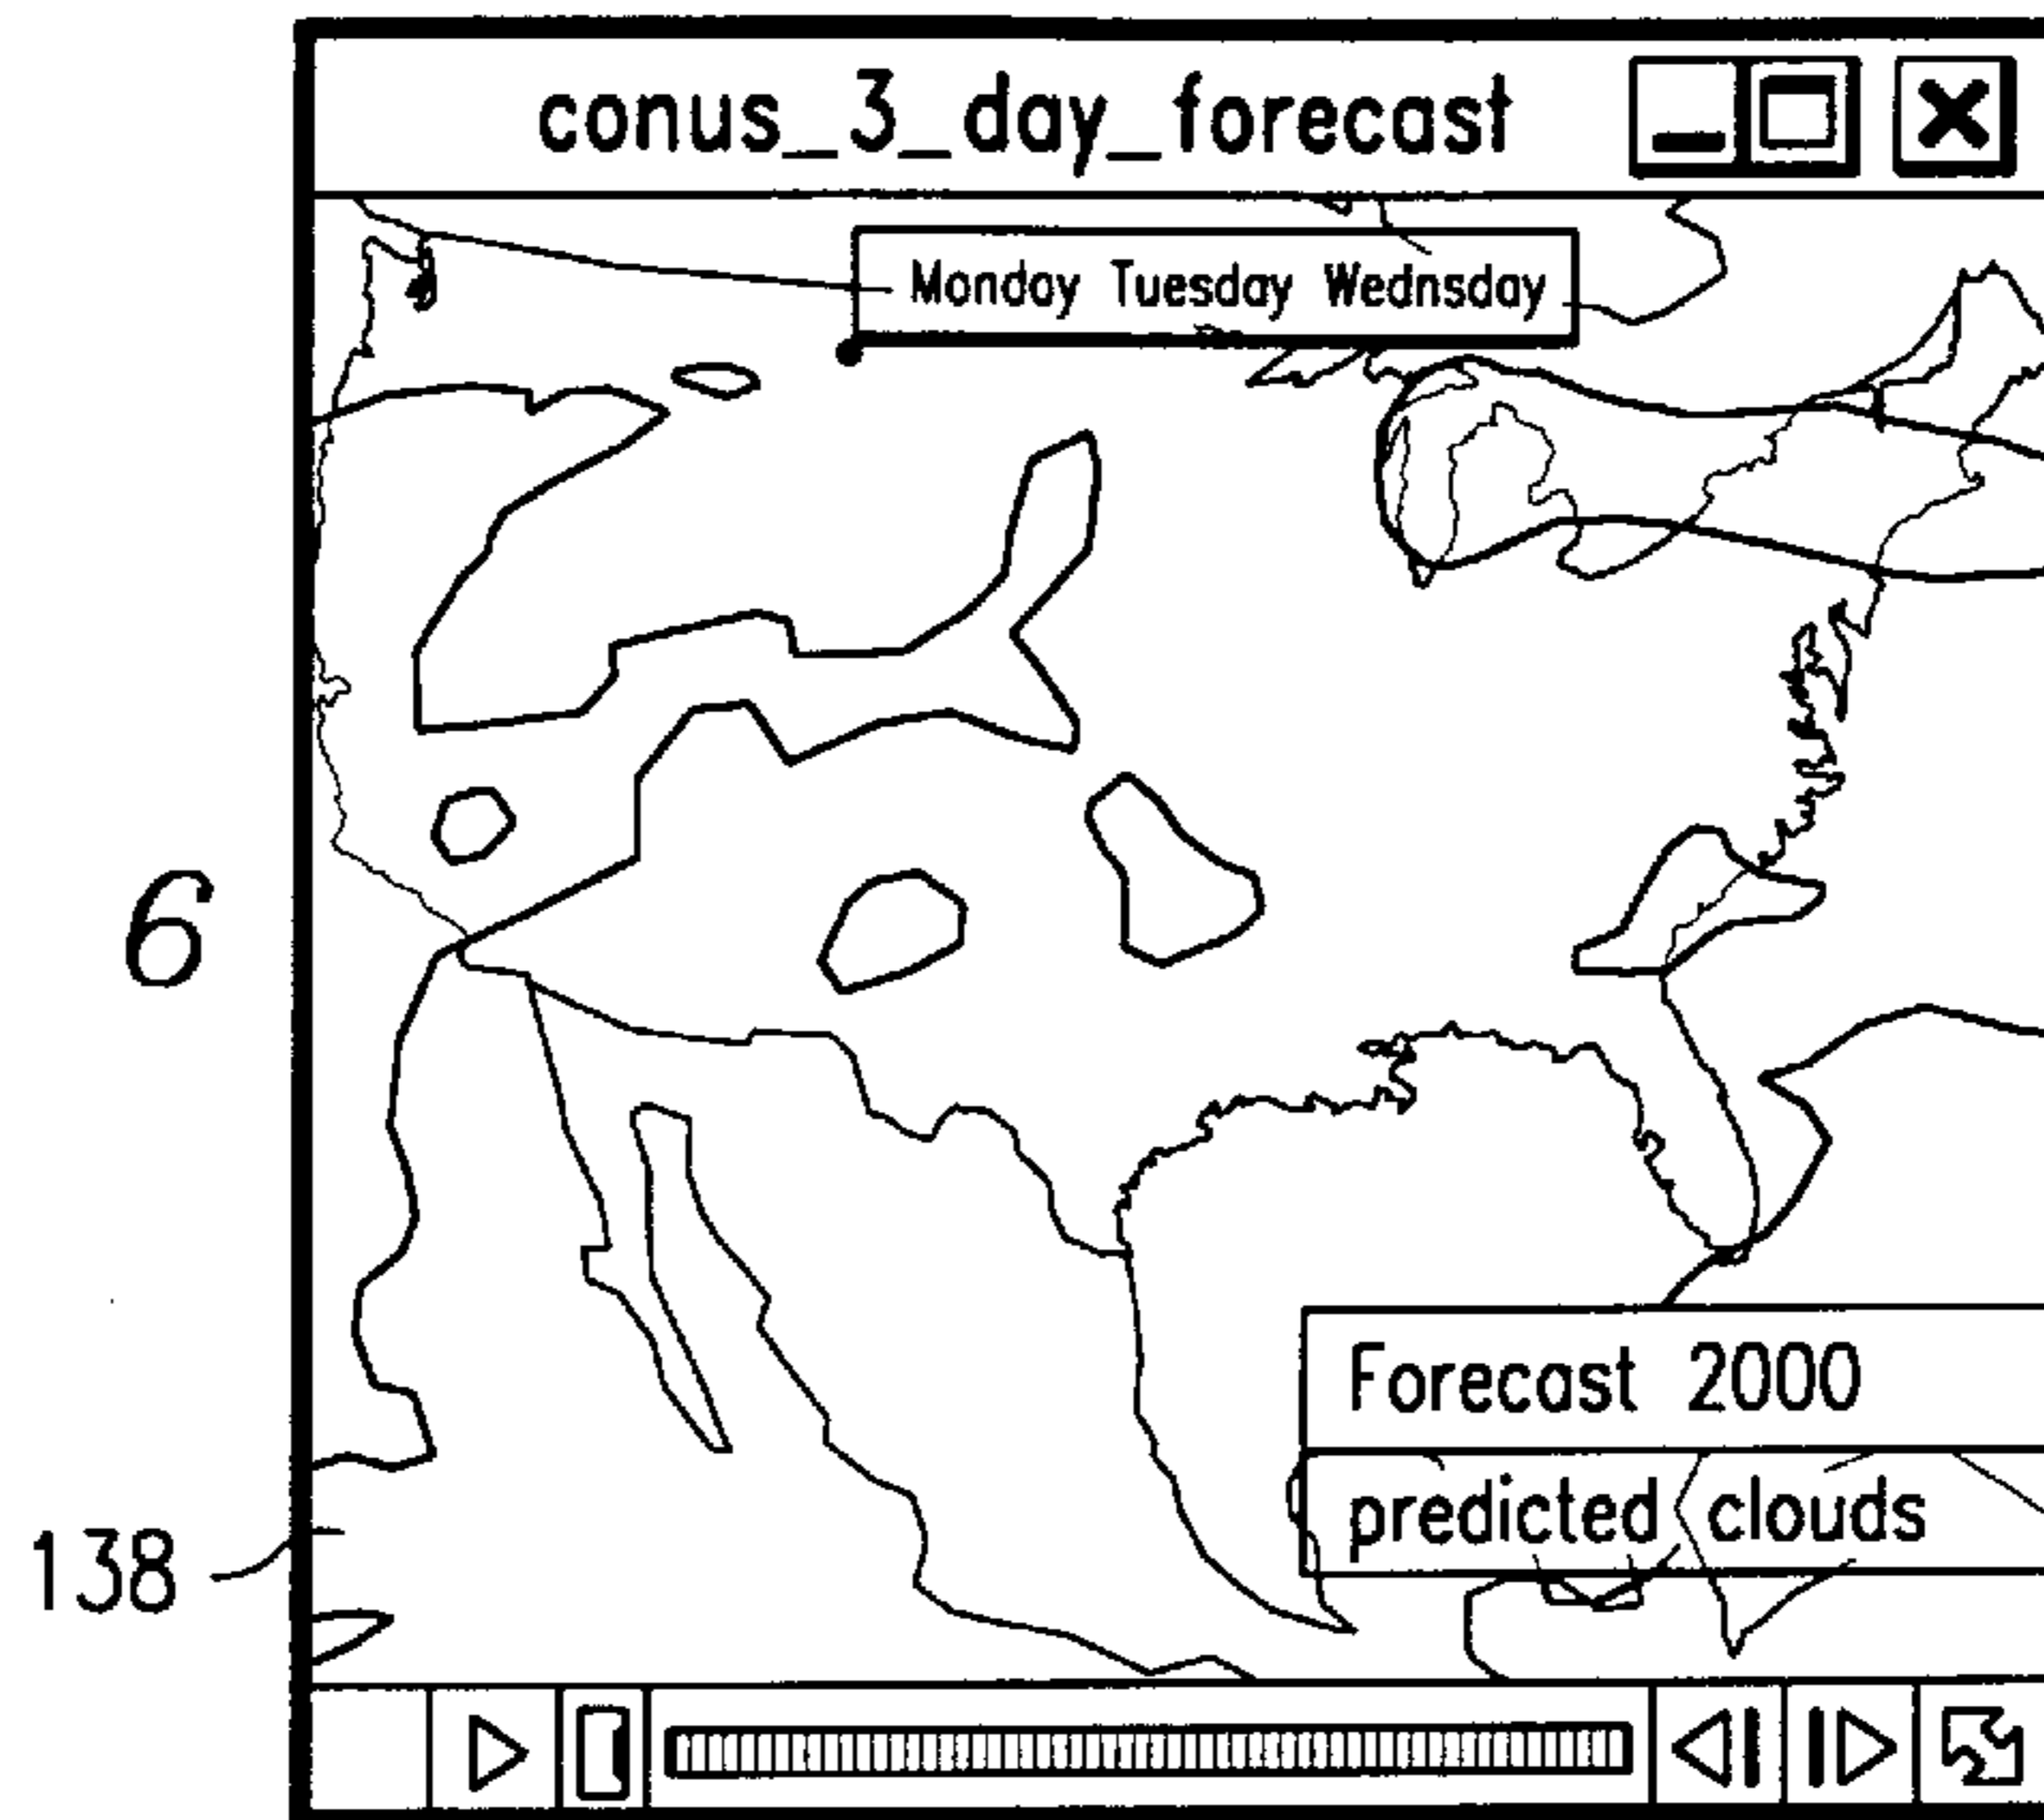 conus_3_day_forecast
Monday Tuesday Wednsday
6
Forecast 2000
predicted clouds
138